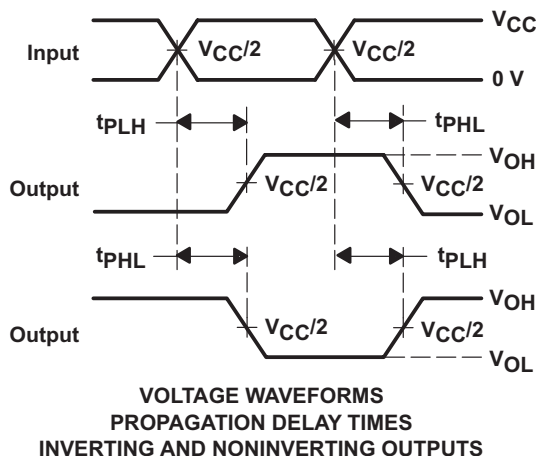 VCC
Input
VCC/2
VCC/2
0 V
tPLH
tPHL
VOH
Output
VCC/2
VCC/2
VOL
tPHL
tPLH
VOH
Output
VCC/2
VCC/2
VOL
VOLTAGE WAVEFORMS
PROPAGATION DELAY TIMES
INVERTING AND NONINVERTING OUTPUTS